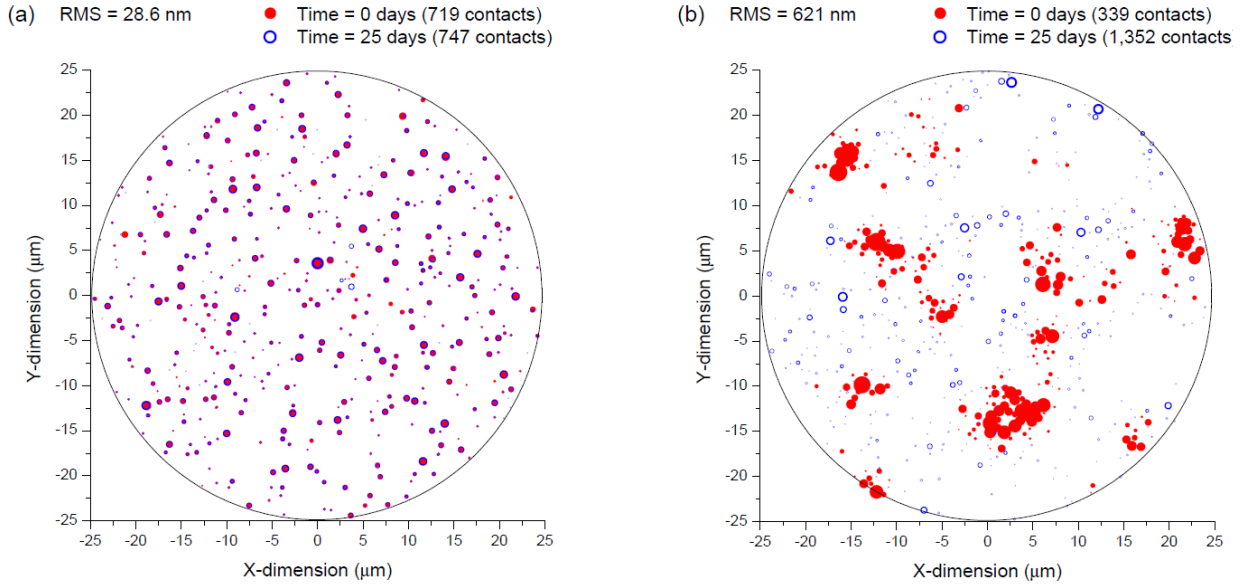 (a) RMS = 28.6 nm
Time = 0 days (719 contacts)
Time = 25 days (747 contacts)
25
20
15
10
5
0
-5
-10
-15
-20
-25
Y-dimension (μm)
-25 -20 -15 -10 -5 0 5 10 15 20 25
X-dimension (μm)
(b) RMS = 621 nm
Time = 0 days (339 contacts)
Time = 25 days (1,352 contacts)
25
20
15
10
5
0
-5
-10
-15
-20
-25
Y-dimension (μm)
-25 -20 -15 -10 -5 0 5 10 15 20 25
X-dimension (μm)